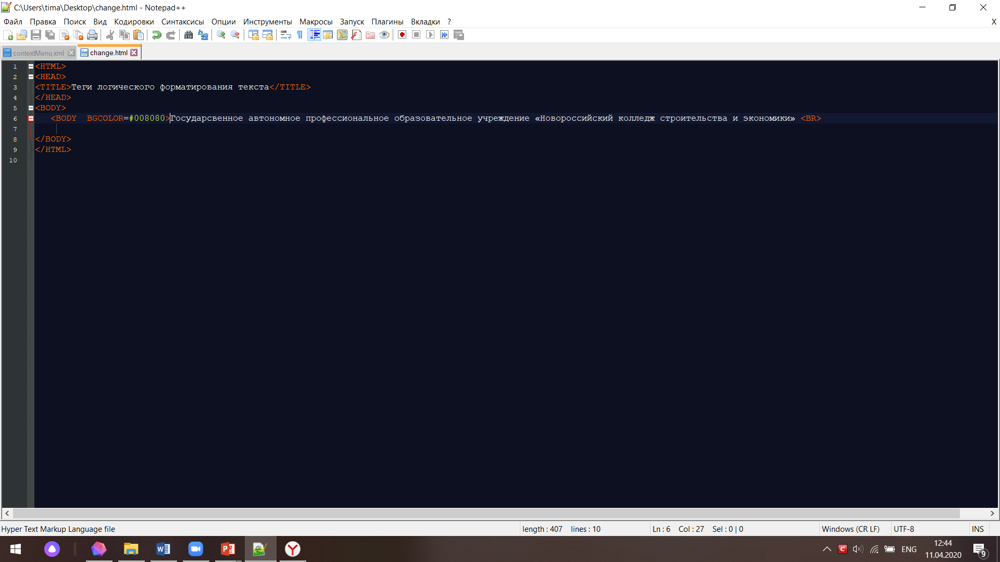 C:\Users\tima\Desktop\change.html - Notepad++
Файл Правка Поиск Вид Кодировки Синтаксисы Опции Инструменты Макросы Запуск Плагины Вкладки ? X
contextMenu.xml change.html
1 <HTML>
2 <HEAD>
3 <TITLE>Теги логического форматирования текста</TITLE>
4 </HEAD>
5 <BODY>
6 <BODY  BGCOLOR=#008080>Государсвенное автономное профессиональное образовательное учреждение «Новороссийский колледж строительства и экономики» <BR>
7
8 </BODY>
9 </HTML>
10
Hyper Text Markup Language file length : 407 lines : 10 Ln : 6 Col : 27 Sel : 0 | 0 Windows (CR LF) UTF-8 INS
ENG 12:44
11.04.2020 9